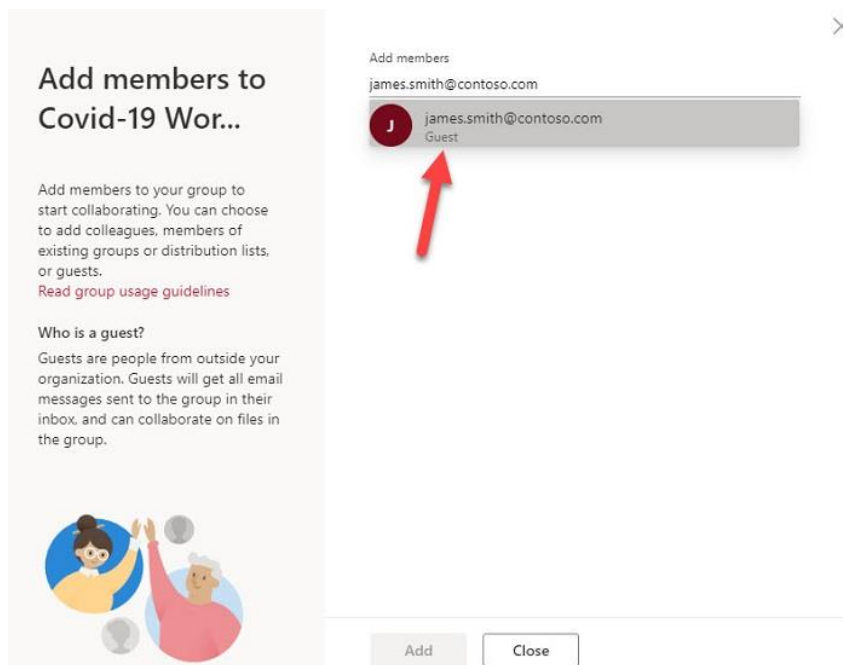 Add members to
Covid-19 Wor...
Add members to your group to
start collaborating. You can choose
to add colleagues, members of
existing groups or distribution lists,
or guests.
Read group usage guidelines
Who is a guest?
Guests are people from outside your
organization. Guests will get all email
messages sent to the group in their
inbox, and can collaborate on files in
the group.
Add members
james.smith@contoso.com
J
james.smith@contoso.com
Guest
Add
Close